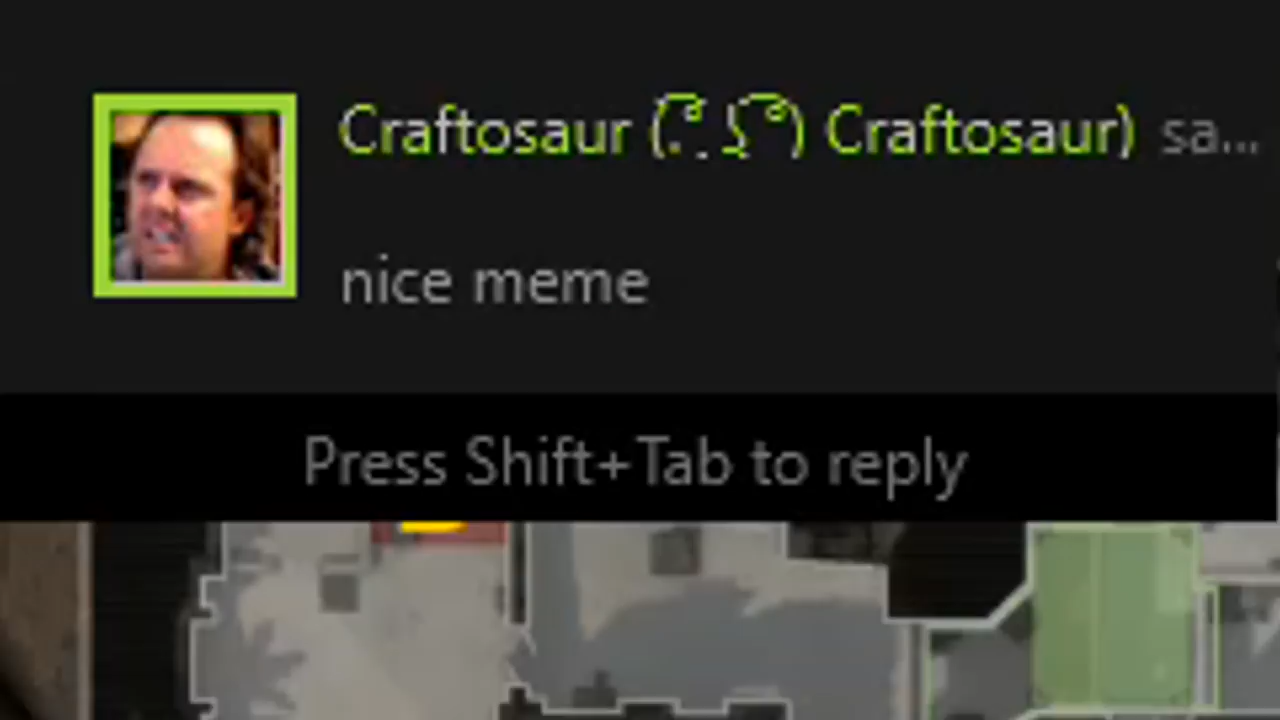 Craftosaur ( ͡° ͜ʖ ͡°) Craftosaur) sa...
nice meme
Press Shift+Tab to reply